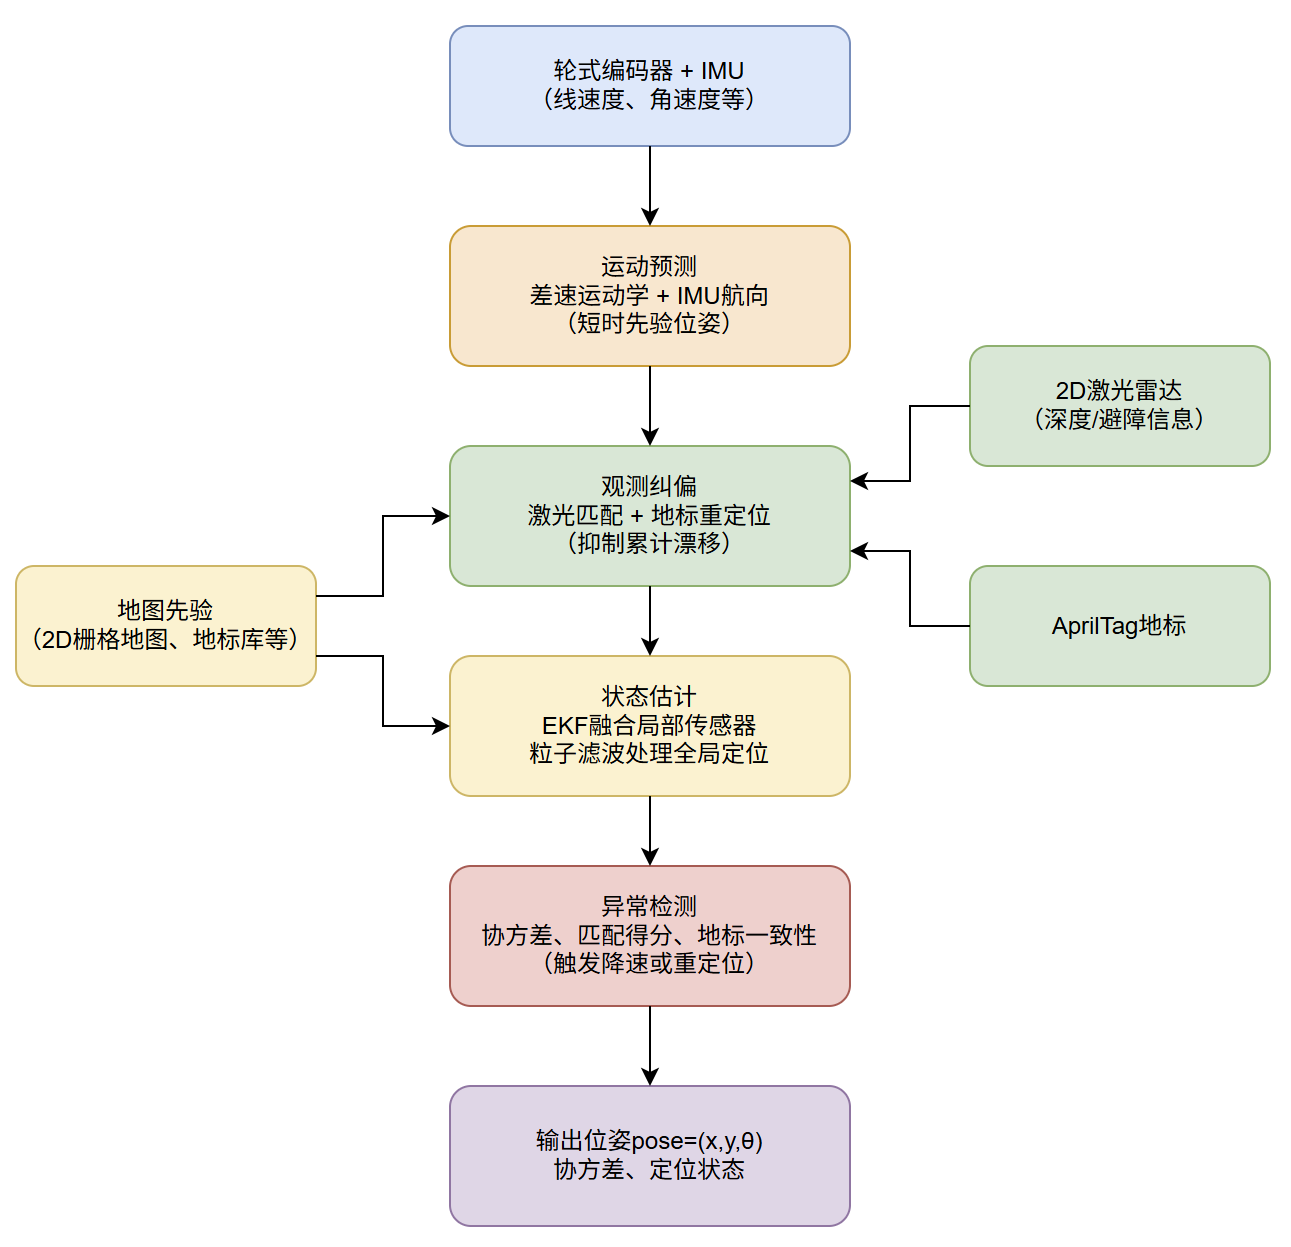 轮式编码器 + IMU
（线速度、角速度等）
运动预测
差速运动学 + IMU航向
（短时先验位姿）
2D激光雷达
（深度/避障信息）
观测纠偏
激光匹配 + 地标重定位
（抑制累计漂移）
地图先验
（2D栅格地图、地标库等）
AprilTag地标
状态估计
EKF融合局部传感器
粒子滤波处理全局定位
异常检测
协方差、匹配得分、地标一致性
（触发降速或重定位）
输出位姿pose=(x,y,θ)
协方差、定位状态